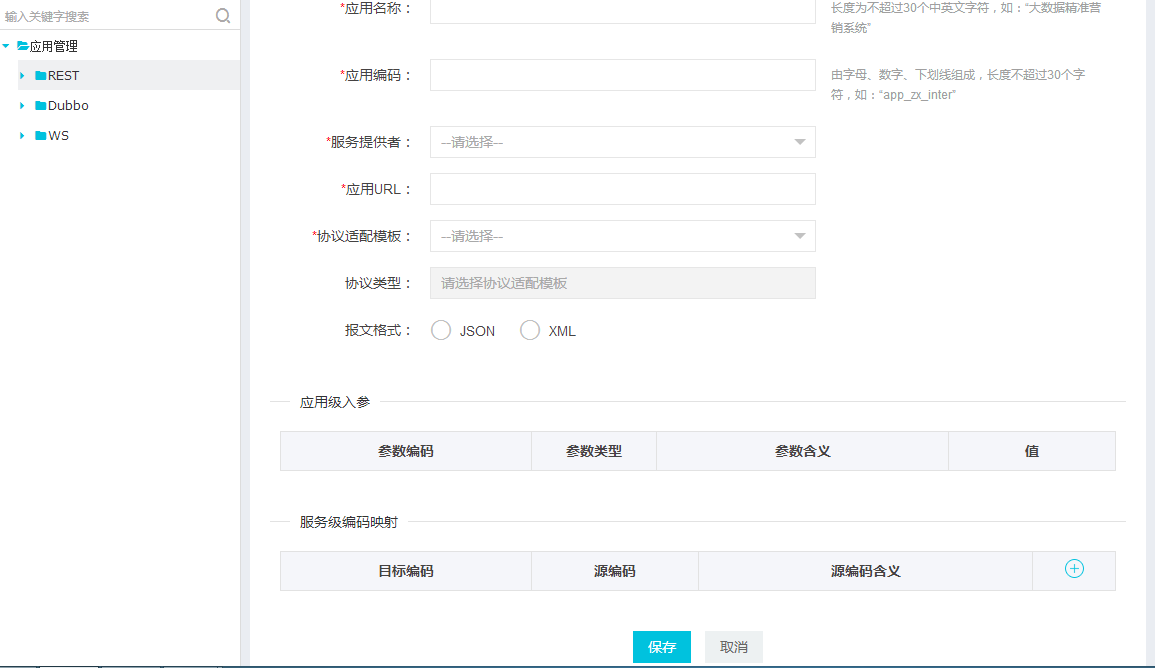 输入关键字搜索
应用管理
REST
Dubbo
WS
*应用名称：
长度为不超过30个中英文字符，如：“大数据精准营
销系统”
*应用编码：
由字母、数字、下划线组成，长度不超过30个字
符，如：“app_zx_inter”
*服务提供者： --请选择--
*应用URL：
*协议适配模板： --请选择--
协议类型： 请选择协议适配模板
报文格式： JSON XML
应用级入参
参数编码 参数类型 参数含义 值
服务级编码映射
目标编码 源编码 源编码含义
保存 取消